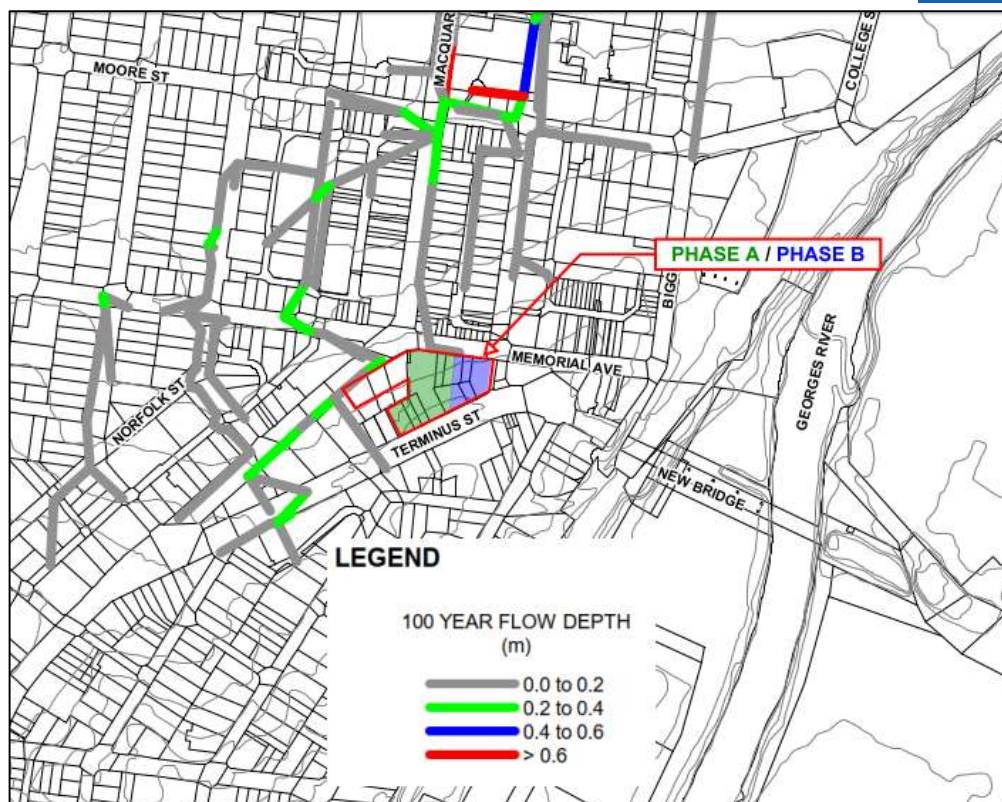 MOORE ST
MACQUAR
COLLEGE S
PHASE A / PHASE B
BIGG
MEMORIAL AVE
GEORGES RIVER
NORFOLK ST
TERMINUS ST
NEW BRIDGE
LEGEND
100 YEAR FLOW DEPTH
(m)
0.0 to 0.2
0.2 to 0.4
0.4 to 0.6
> 0.6